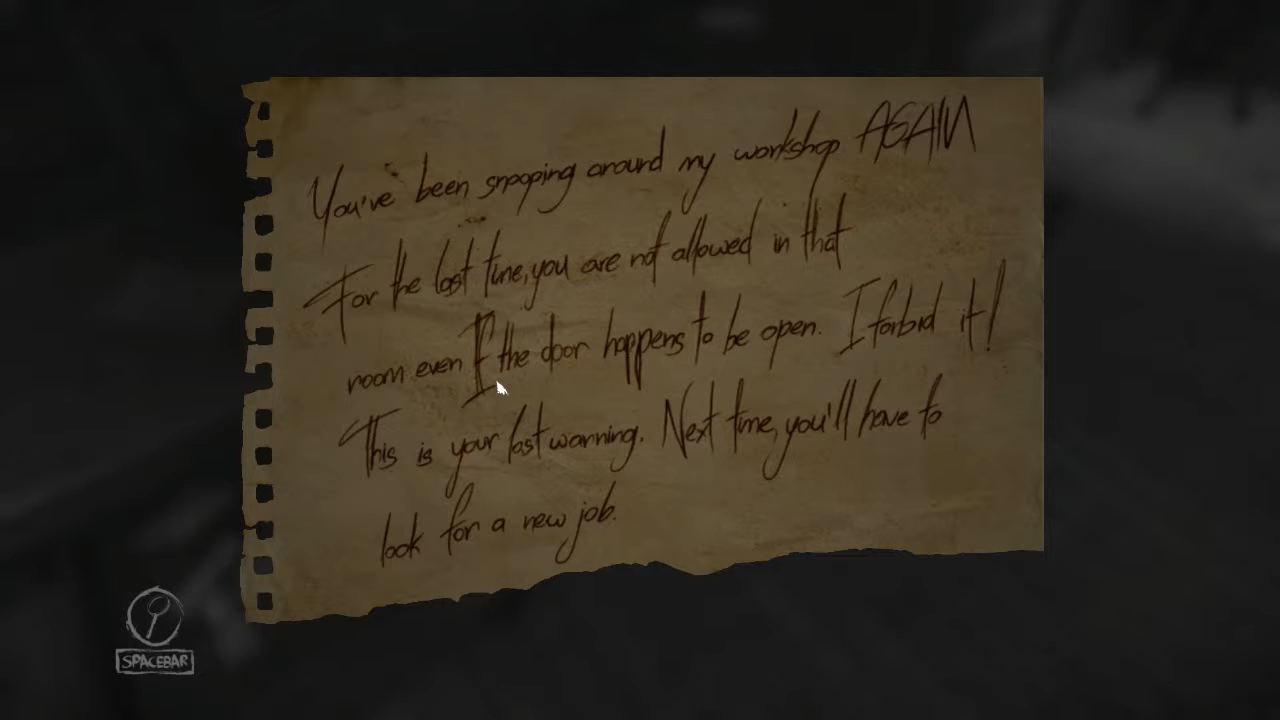 You've been snooping around my workshop AGAIN
For the last time, you are not allowed in that
room even If the door happens to be open. I forbid it!
This is your last warning. Next time, you'll have to
look for a new job.
SPACEBAR